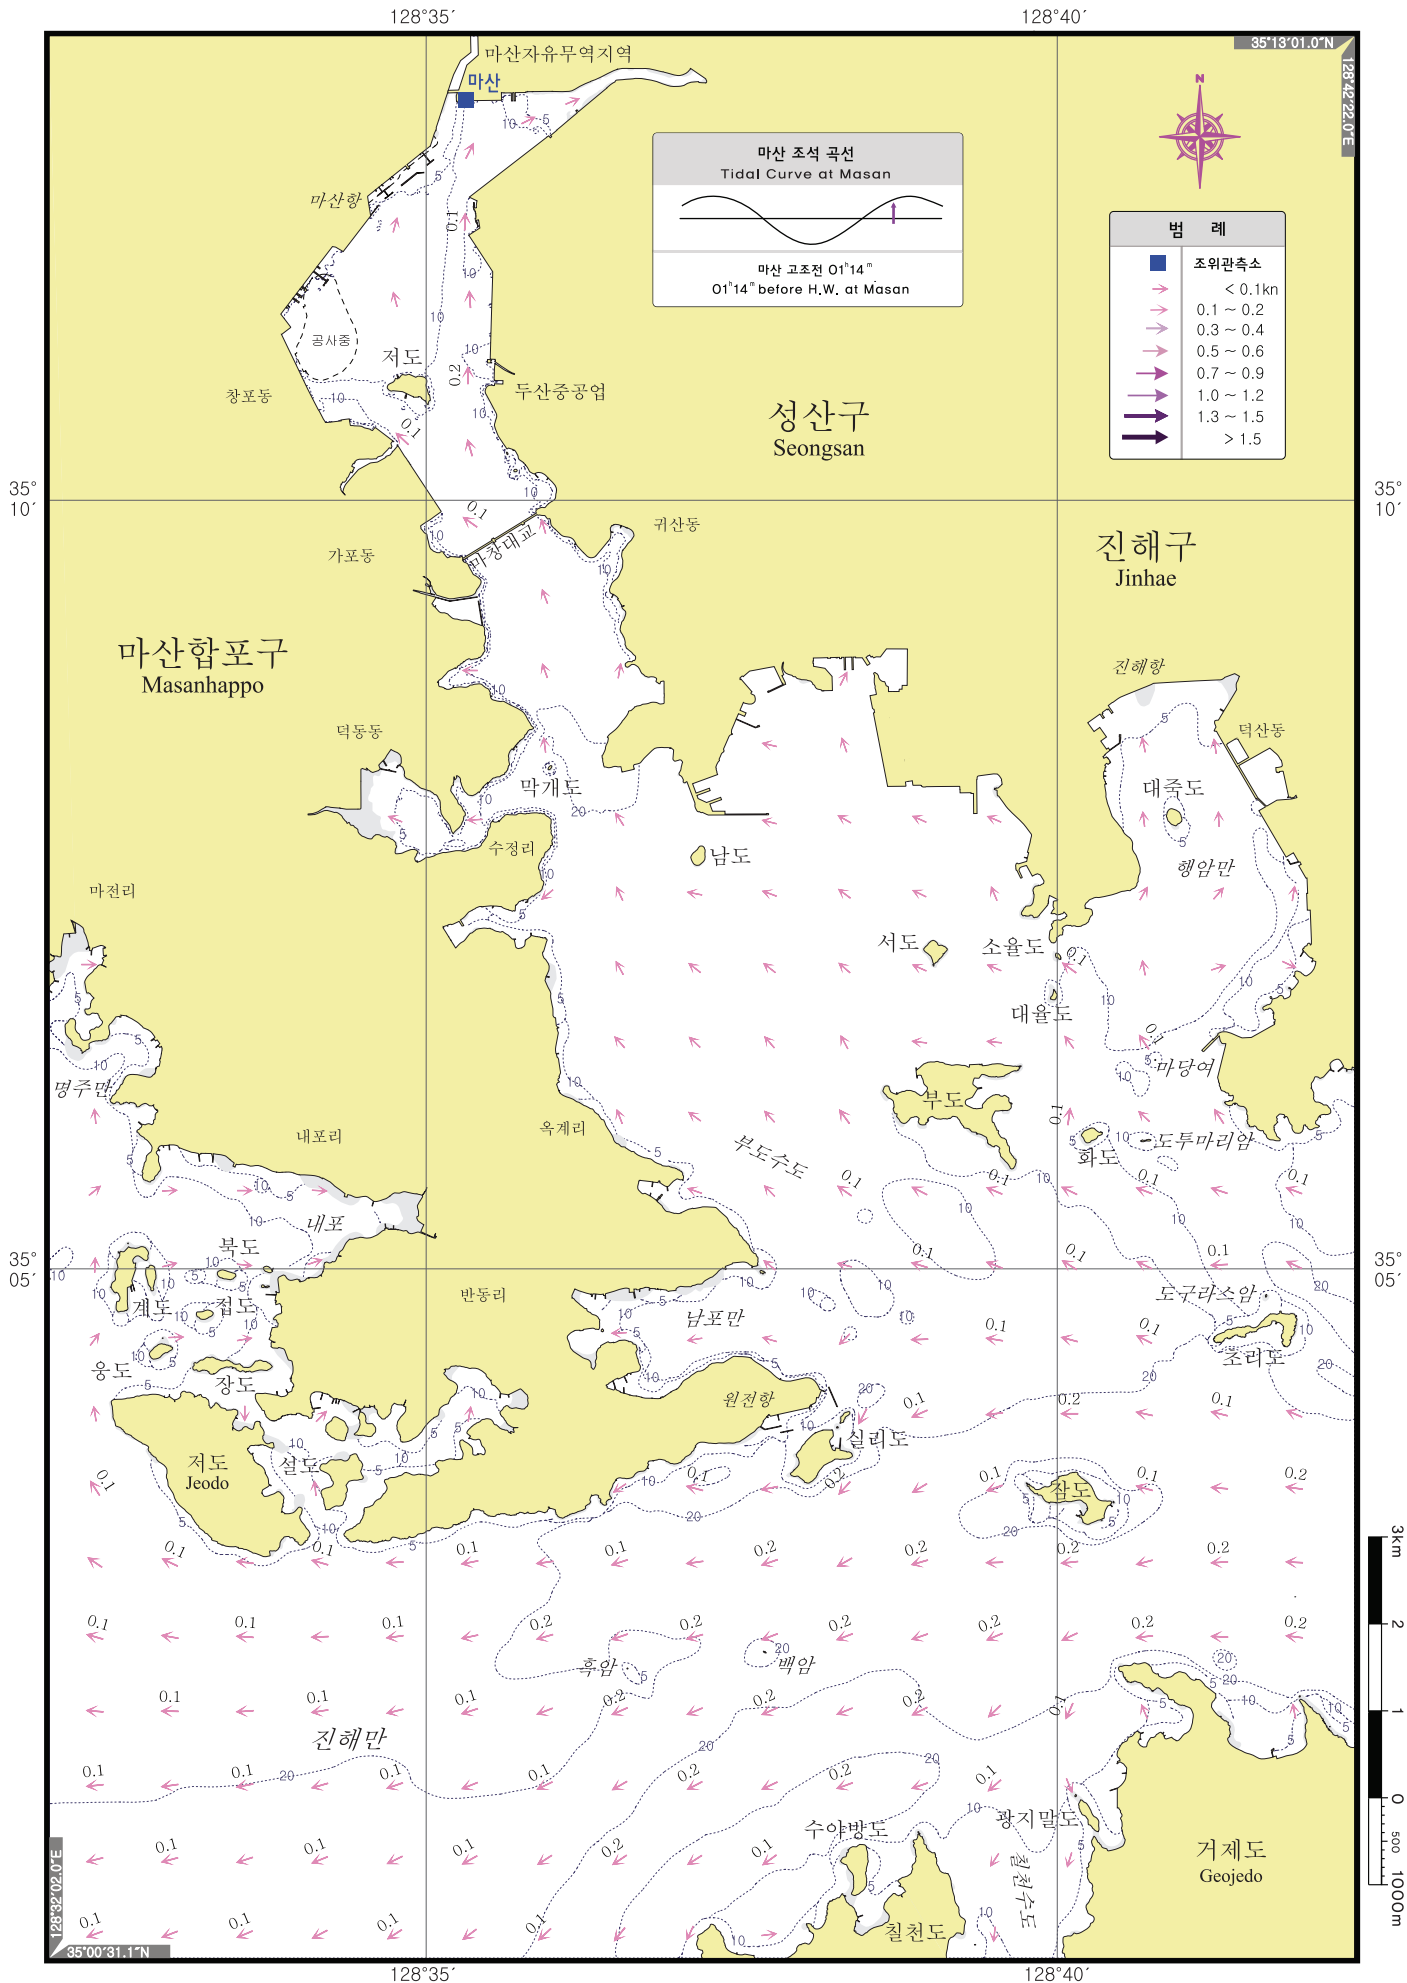 128°35′
128°40′
35°13′01.0″N
128°42′22.0″E
마산자유무역지역
마산
N
마산 조석 곡선
Tidal Curve at Masan
마산 고조전 01ʰ14ᵐ
01ʰ14ᵐ before H.W. at Masan
범 례
조위관측소
< 0.1kn
0.1 ~ 0.2
0.3 ~ 0.4
0.5 ~ 0.6
0.7 ~ 0.9
1.0 ~ 1.2
1.3 ~ 1.5
> 1.5
마산항
공사중
저도
창포동
두산중공업
성산구
Seongsan
35°
10′
35°
10′
귀산동
가포동
마창대교
진해구
Jinhae
마산합포구
Masanhappo
진해항
덕동동
덕산동
막개도
대죽도
수정리
남도
행암만
마전리
서도
소율도
대율도
명주만
마당여
부도
내포리
옥계리
부도수도
화도
도투마리암
내포
북도
35°
05′
35°
05′
계도
접도
반동리
남포만
도구라스암
초리도
웅도
장도
원전항
실리도
저도
Jeodo
설도
잠도
3km
2
1
0
500
1000m
흑암
백암
진해만
수야방도
광지말도
칠천수도
거제도
Geojedo
칠천도
128°32′02.0″E
35°00′31.1″N
128°35′
128°40′